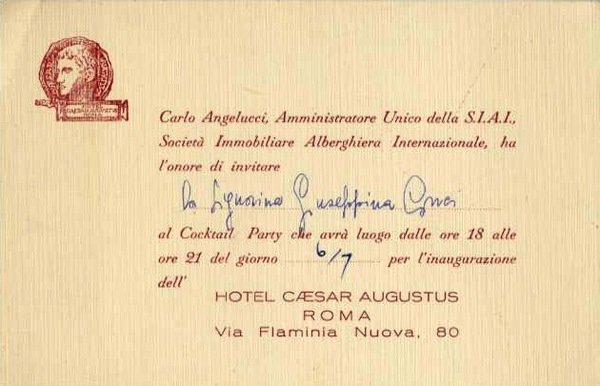 Carlo Angelucci, Amministratore Unico della S.I.A.I.,
Società Immobiliare Alberghiera Internazionale, ha
l'onore di invitare
la Signorina Giuseppina
al Cocktail Party che avrà luogo dalle ore 18 alle
ore 21 del giorno 6/7 per l'inaugurazione
dell'
HOTEL CÆSAR AUGUSTUS
ROMA
Via Flaminia Nuova, 80